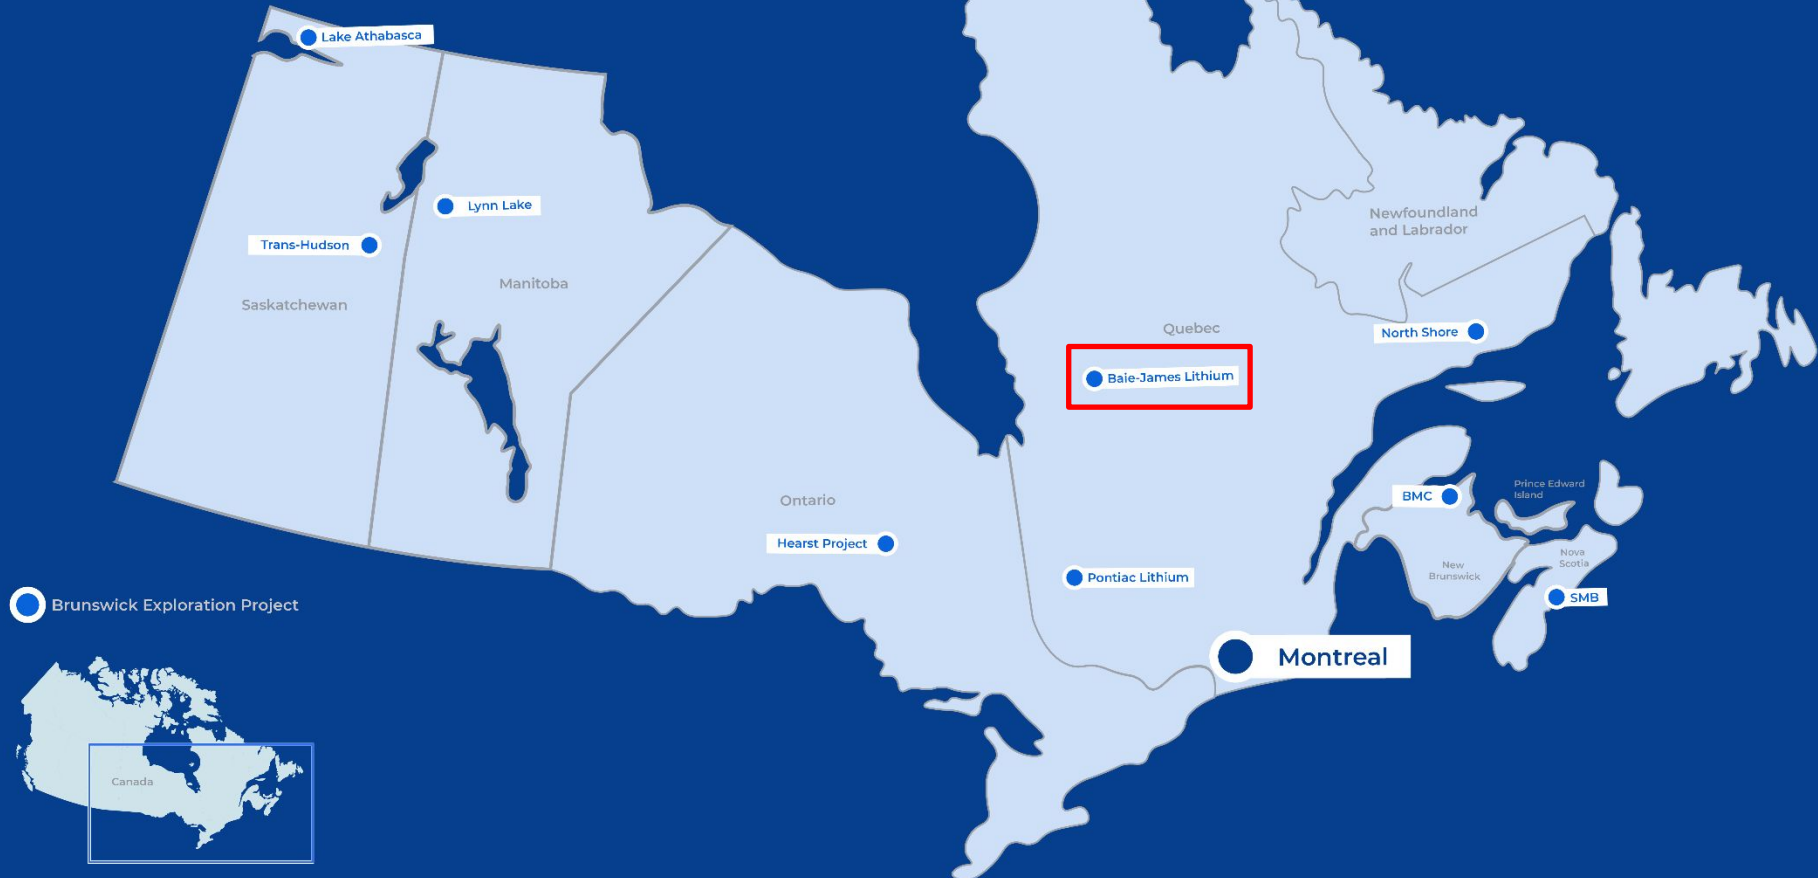 Lake Athabasca
Lynn Lake
Trans-Hudson
Manitoba
Saskatchewan
Newfoundland
and Labrador
Quebec
North Shore
Baie-James Lithium
Ontario
Hearst Project
BMC
Prince Edward
Island
Nova
Scotia
New
Brunswick
Pontiac Lithium
SMB
Montreal
Brunswick Exploration Project
Canada